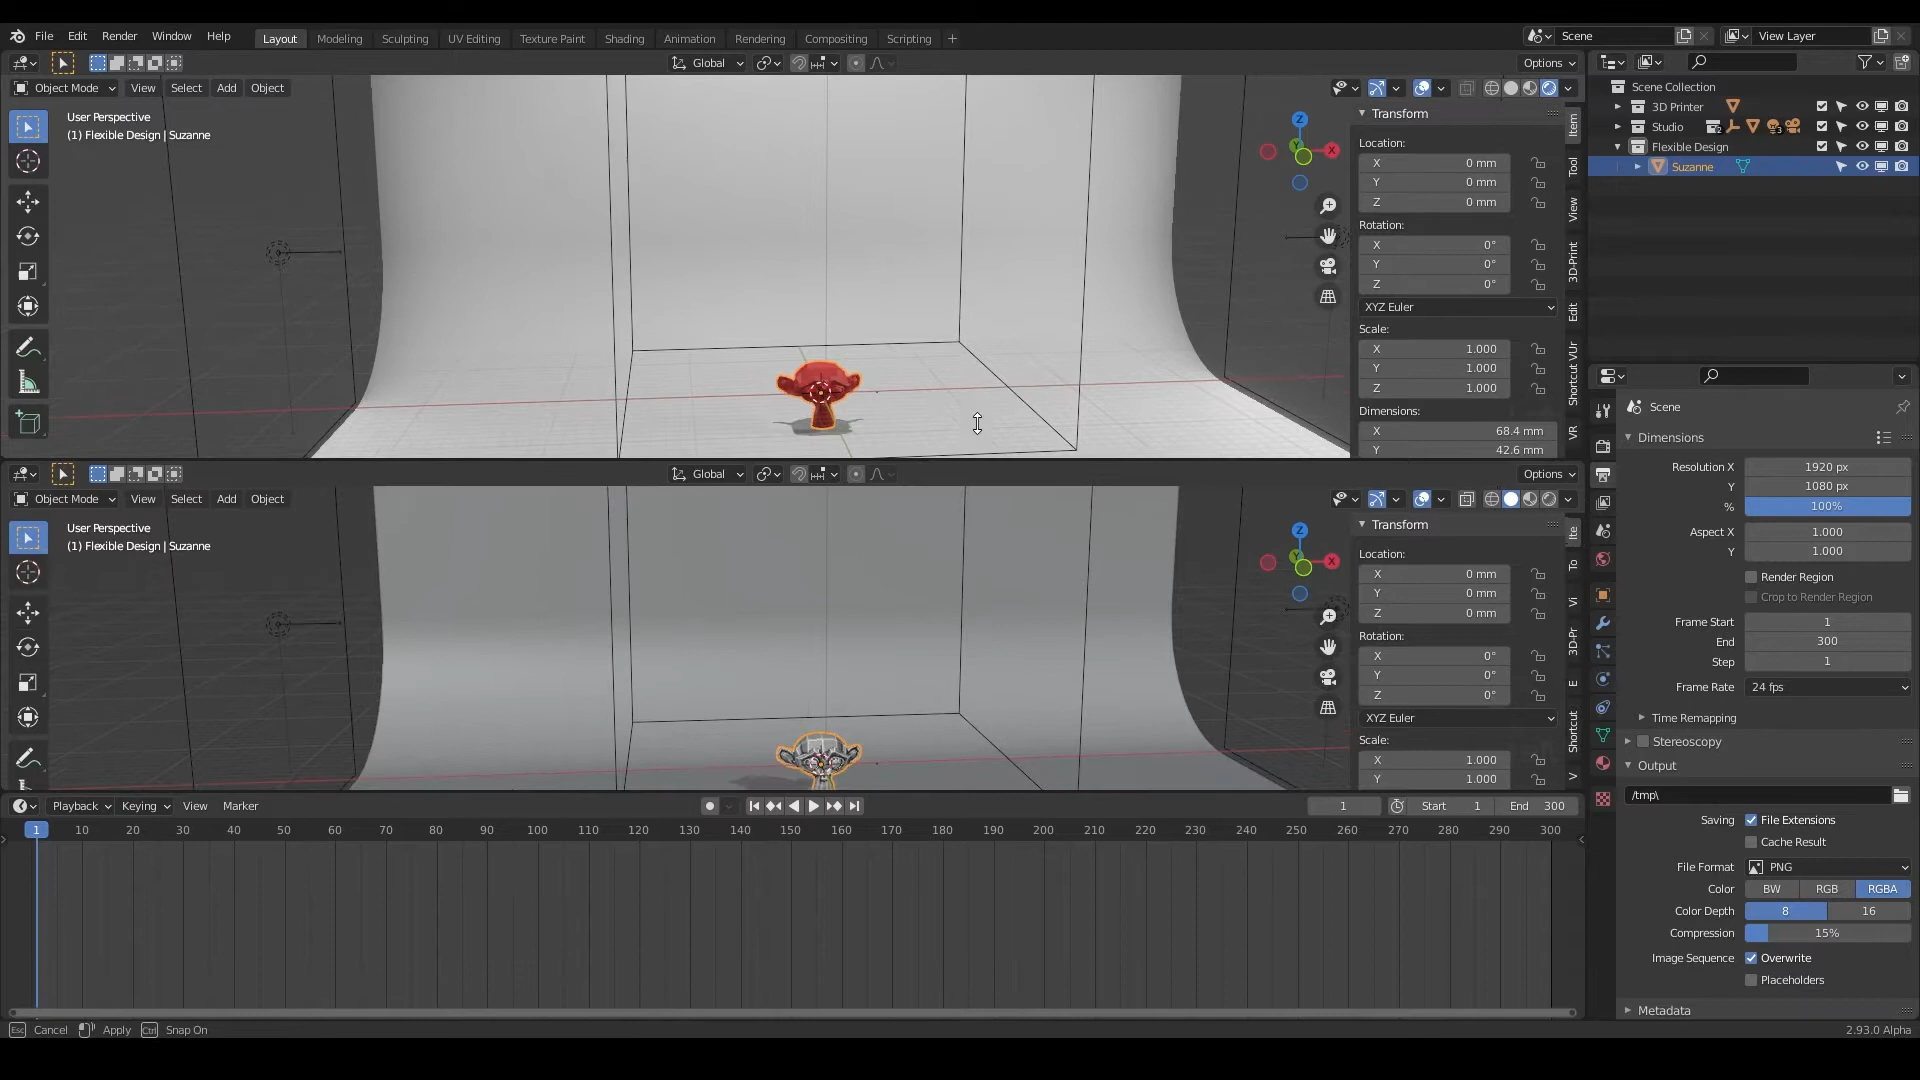 File Edit Render Window Help Layout Modeling Sculpting UV Editing Texture Paint Shading Animation Rendering Compositing Scripting + Scene View Layer
Global Options
Object Mode View Select Add Object
User Perspective
(1) Flexible Design | Suzanne
Z
Y
X
Transform
Location:
X 0 mm
Y 0 mm
Z 0 mm
Rotation:
X 0°
Y 0°
Z 0°
XYZ Euler
Scale:
X 1.000
Y 1.000
Z 1.000
Dimensions:
X 68.4 mm
Y 42.6 mm
Item
Tool
View
3D-Print
Edit
Shortcut VUr
VR
Scene Collection
3D Printer
Studio 2 3
Flexible Design
Suzanne
Global Options
Object Mode View Select Add Object
User Perspective
(1) Flexible Design | Suzanne
Z
Y
X
Transform
Location:
X 0 mm
Y 0 mm
Z 0 mm
Rotation:
X 0°
Y 0°
Z 0°
XYZ Euler
Scale:
X 1.000
Y 1.000
Ite
To
Vi
3D-Pr
E
Shortcut
V
Scene
Dimensions
Resolution X 1920 px
Y 1080 px
% 100%
Aspect X 1.000
Y 1.000
Render Region
Crop to Render Region
Frame Start 1
End 300
Step 1
Frame Rate 24 fps
Time Remapping
Stereoscopy
Output
/tmp\
Saving File Extensions
Cache Result
File Format PNG
Color BW RGB RGBA
Color Depth 8 16
Compression 15%
Image Sequence Overwrite
Placeholders
Metadata
Playback Keying View Marker 1 Start 1 End 300
1 10 20 30 40 50 60 70 80 90 100 110 120 130 140 150 160 170 180 190 200 210 220 230 240 250 260 270 280 290 300
Esc Cancel Apply Ctrl Snap On 2.93.0 Alpha